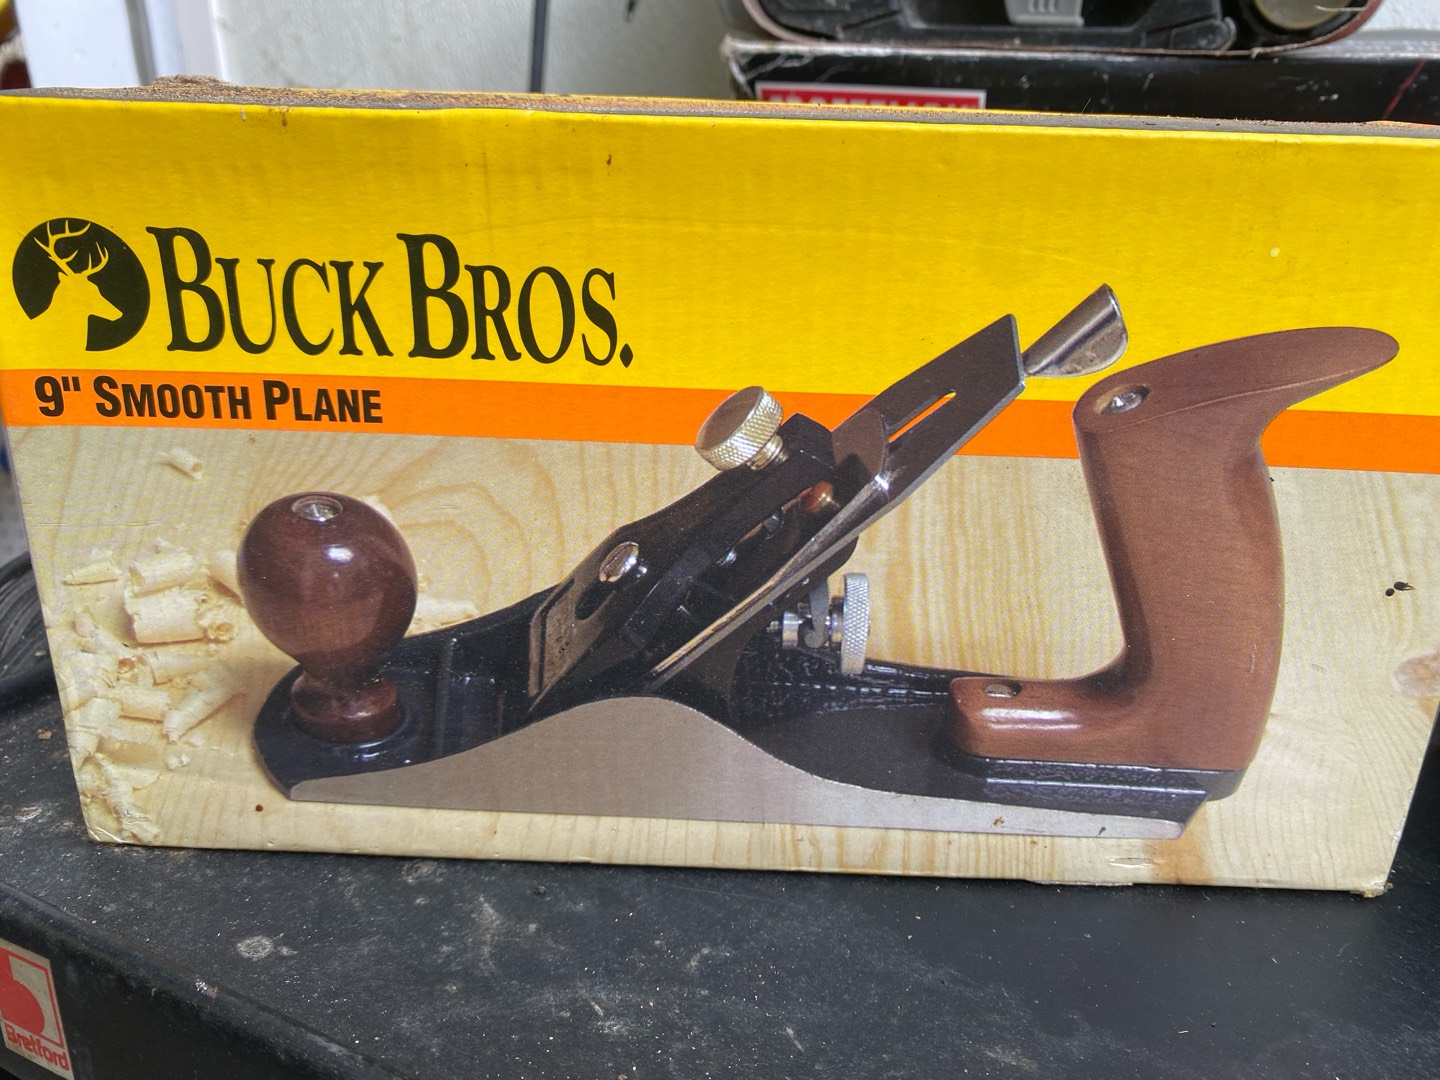 BUCK BROS.
9" SMOOTH PLANE
Bretford